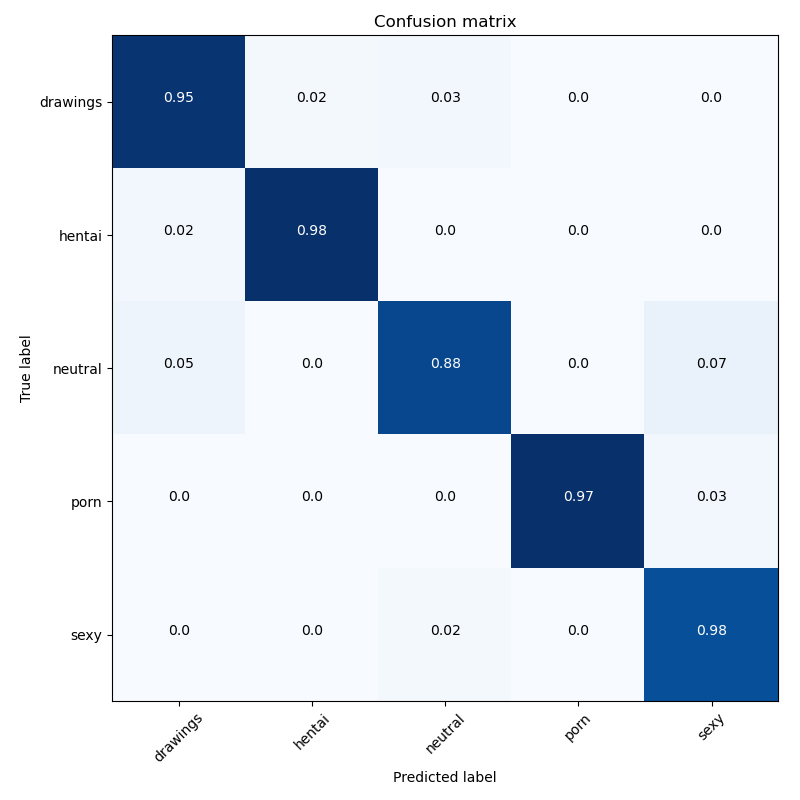 Confusion matrix
drawings 0.95 0.02 0.03 0.0 0.0
hentai 0.02 0.98 0.0 0.0 0.0
neutral 0.05 0.0 0.88 0.0 0.07
porn 0.0 0.0 0.0 0.97 0.03
sexy 0.0 0.0 0.02 0.0 0.98
True label
drawings hentai neutral porn sexy
Predicted label